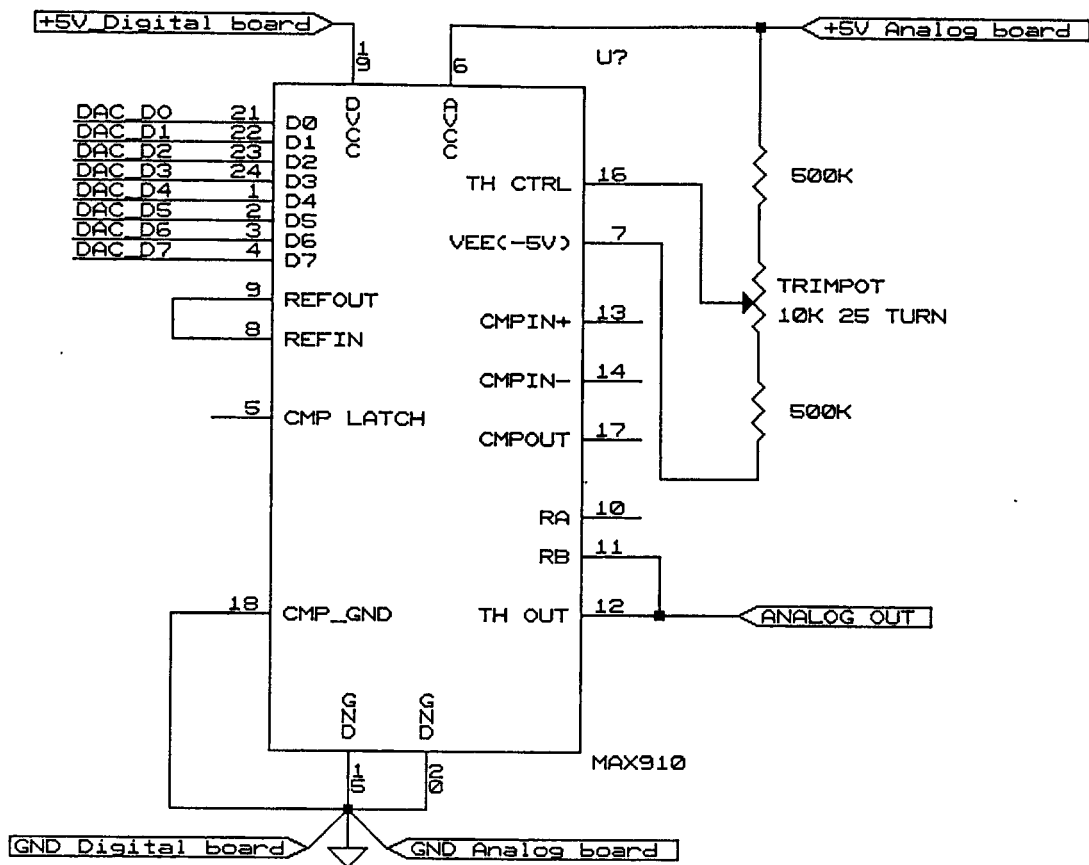 +5V_Digital board
+5V Analog board
19
6
U?
DVCC
AVCC
DAC_D0 21 D0
DAC_D1 22 D1
DAC_D2 23 D2
DAC_D3 24 D3
DAC_D4 1 D4
DAC_D5 2 D5
DAC_D6 3 D6
DAC_D7 4 D7
TH CTRL 16
500K
VEE(-5V) 7
9 REFOUT
TRIMPOT
10K 25 TURN
8 REFIN
CMPIN+ 13
CMPIN- 14
5 CMP LATCH
500K
CMPOUT 17
RA 10
RB 11
18 CMP_GND
TH OUT 12
ANALOG OUT
GND
GND
15
20
MAX910
GND Digital board
GND Analog board